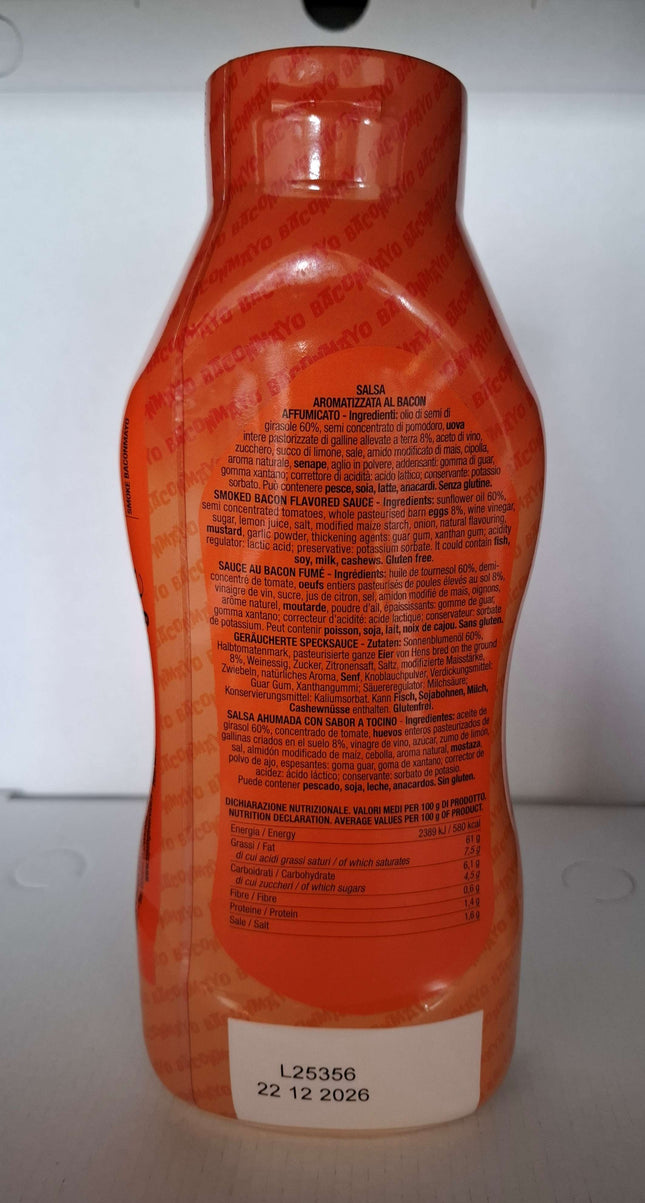 BACONMAYO BACONMAYO BACONMAYO
SMOKE BACONMAYO
SALSA
AROMATIZZATA AL BACON
AFFUMICATO - Ingredienti: olio di semi di
girasole 60%, semi concentrato di pomodoro, uova
intere pastorizzate di galline allevate a terra 8%, aceto di vino,
zucchero, succo di limone, sale, amido modificato di mais, cipolla,
aroma naturale, senape, aglio in polvere, addensanti: gomma di guar,
gomma xantano; correttore di acidità: acido lattico; conservante: potassio
sorbato. Può contenere pesce, soia, latte, anacardi. Senza glutine.
SMOKED BACON FLAVORED SAUCE - Ingredients: sunflower oil 60%,
semi concentrated tomatoes, whole pasteurised barn eggs 8%, wine vinegar,
sugar, lemon juice, salt, modified maize starch, onion, natural flavouring,
mustard, garlic powder, thickening agents: guar gum, xanthan gum; acidity
regulator: lactic acid; preservative: potassium sorbate. It could contain fish,
soy, milk, cashews. Gluten free.
SAUCE AU BACON FUMÉ - Ingrédients: huile de tournesol 60%, demi-
concentré de tomate, oeufs entiers pasteurisés de poules élevés au sol 8%,
vinaigre de vin, sucre, jus de citron, sel, amidon modifié de mais, oignons,
arôme naturel, moutarde, poudre d'ail, épaississants: gomme de guar,
gomma xantano; correcteur d'acidité: acide lactique; conservateur: sorbate
de potassium. Peut contenir poisson, soja, lait, noix de cajou. Sans gluten.
GERÄUCHERTE SPECKSAUCE - Zutaten: Sonnenblumenöl 60%,
Halbtomatenmark, pasteurisierte ganze Eier von Hens bred on the ground
8%, Weinessig, Zucker, Zitronensaft, Saltz, modifizierte Maisstärke,
Zwiebeln, natürliches Aroma, Senf, Knoblauchpulver, Verdickungsmittel:
Guar Gum, Xanthangummi; Säureregulator: Milchsäure;
Konservierungsmittel: Kaliumsorbat. Kann Fisch, Sojabohnen, Milch,
Cashewnüsse enthalten. Glutenfrei.
SALSA AHUMADA CON SABOR A TOCINO - Ingredientes: aceite de
girasol 60%, concentrado de tomate, huevos enteros pasteurizados de
gallinas criados en el suelo 8%, vinagre de vino, azúcar, zumo de limón,
sal, almidón modificado de maíz, cebolla, aroma natural, mostaza,
polvo de ajo, espesantes: goma guar, goma de xantano; corrector de
acidez: ácido láctico; conservante: sorbato de potasio.
Puede contener pescado, soja, leche, anacardos. Sin gluten.
DICHIARAZIONE NUTRIZIONALE. VALORI MEDI PER 100 g DI PRODOTTO.
NUTRITION DECLARATION. AVERAGE VALUES PER 100 g OF PRODUCT.
Energia / Energy 2389 kJ / 580 kcal
Grassi / Fat 61 g
di cui acidi grassi saturi / of which saturates 7,5 g
Carboidrati / Carbohydrate 6,1 g
di cui zuccheri / of which sugars 4,5 g
Fibre / Fibre 0,6 g
Proteine / Protein 1,4 g
Sale / Salt 1,6 g
L25356
22 12 2026